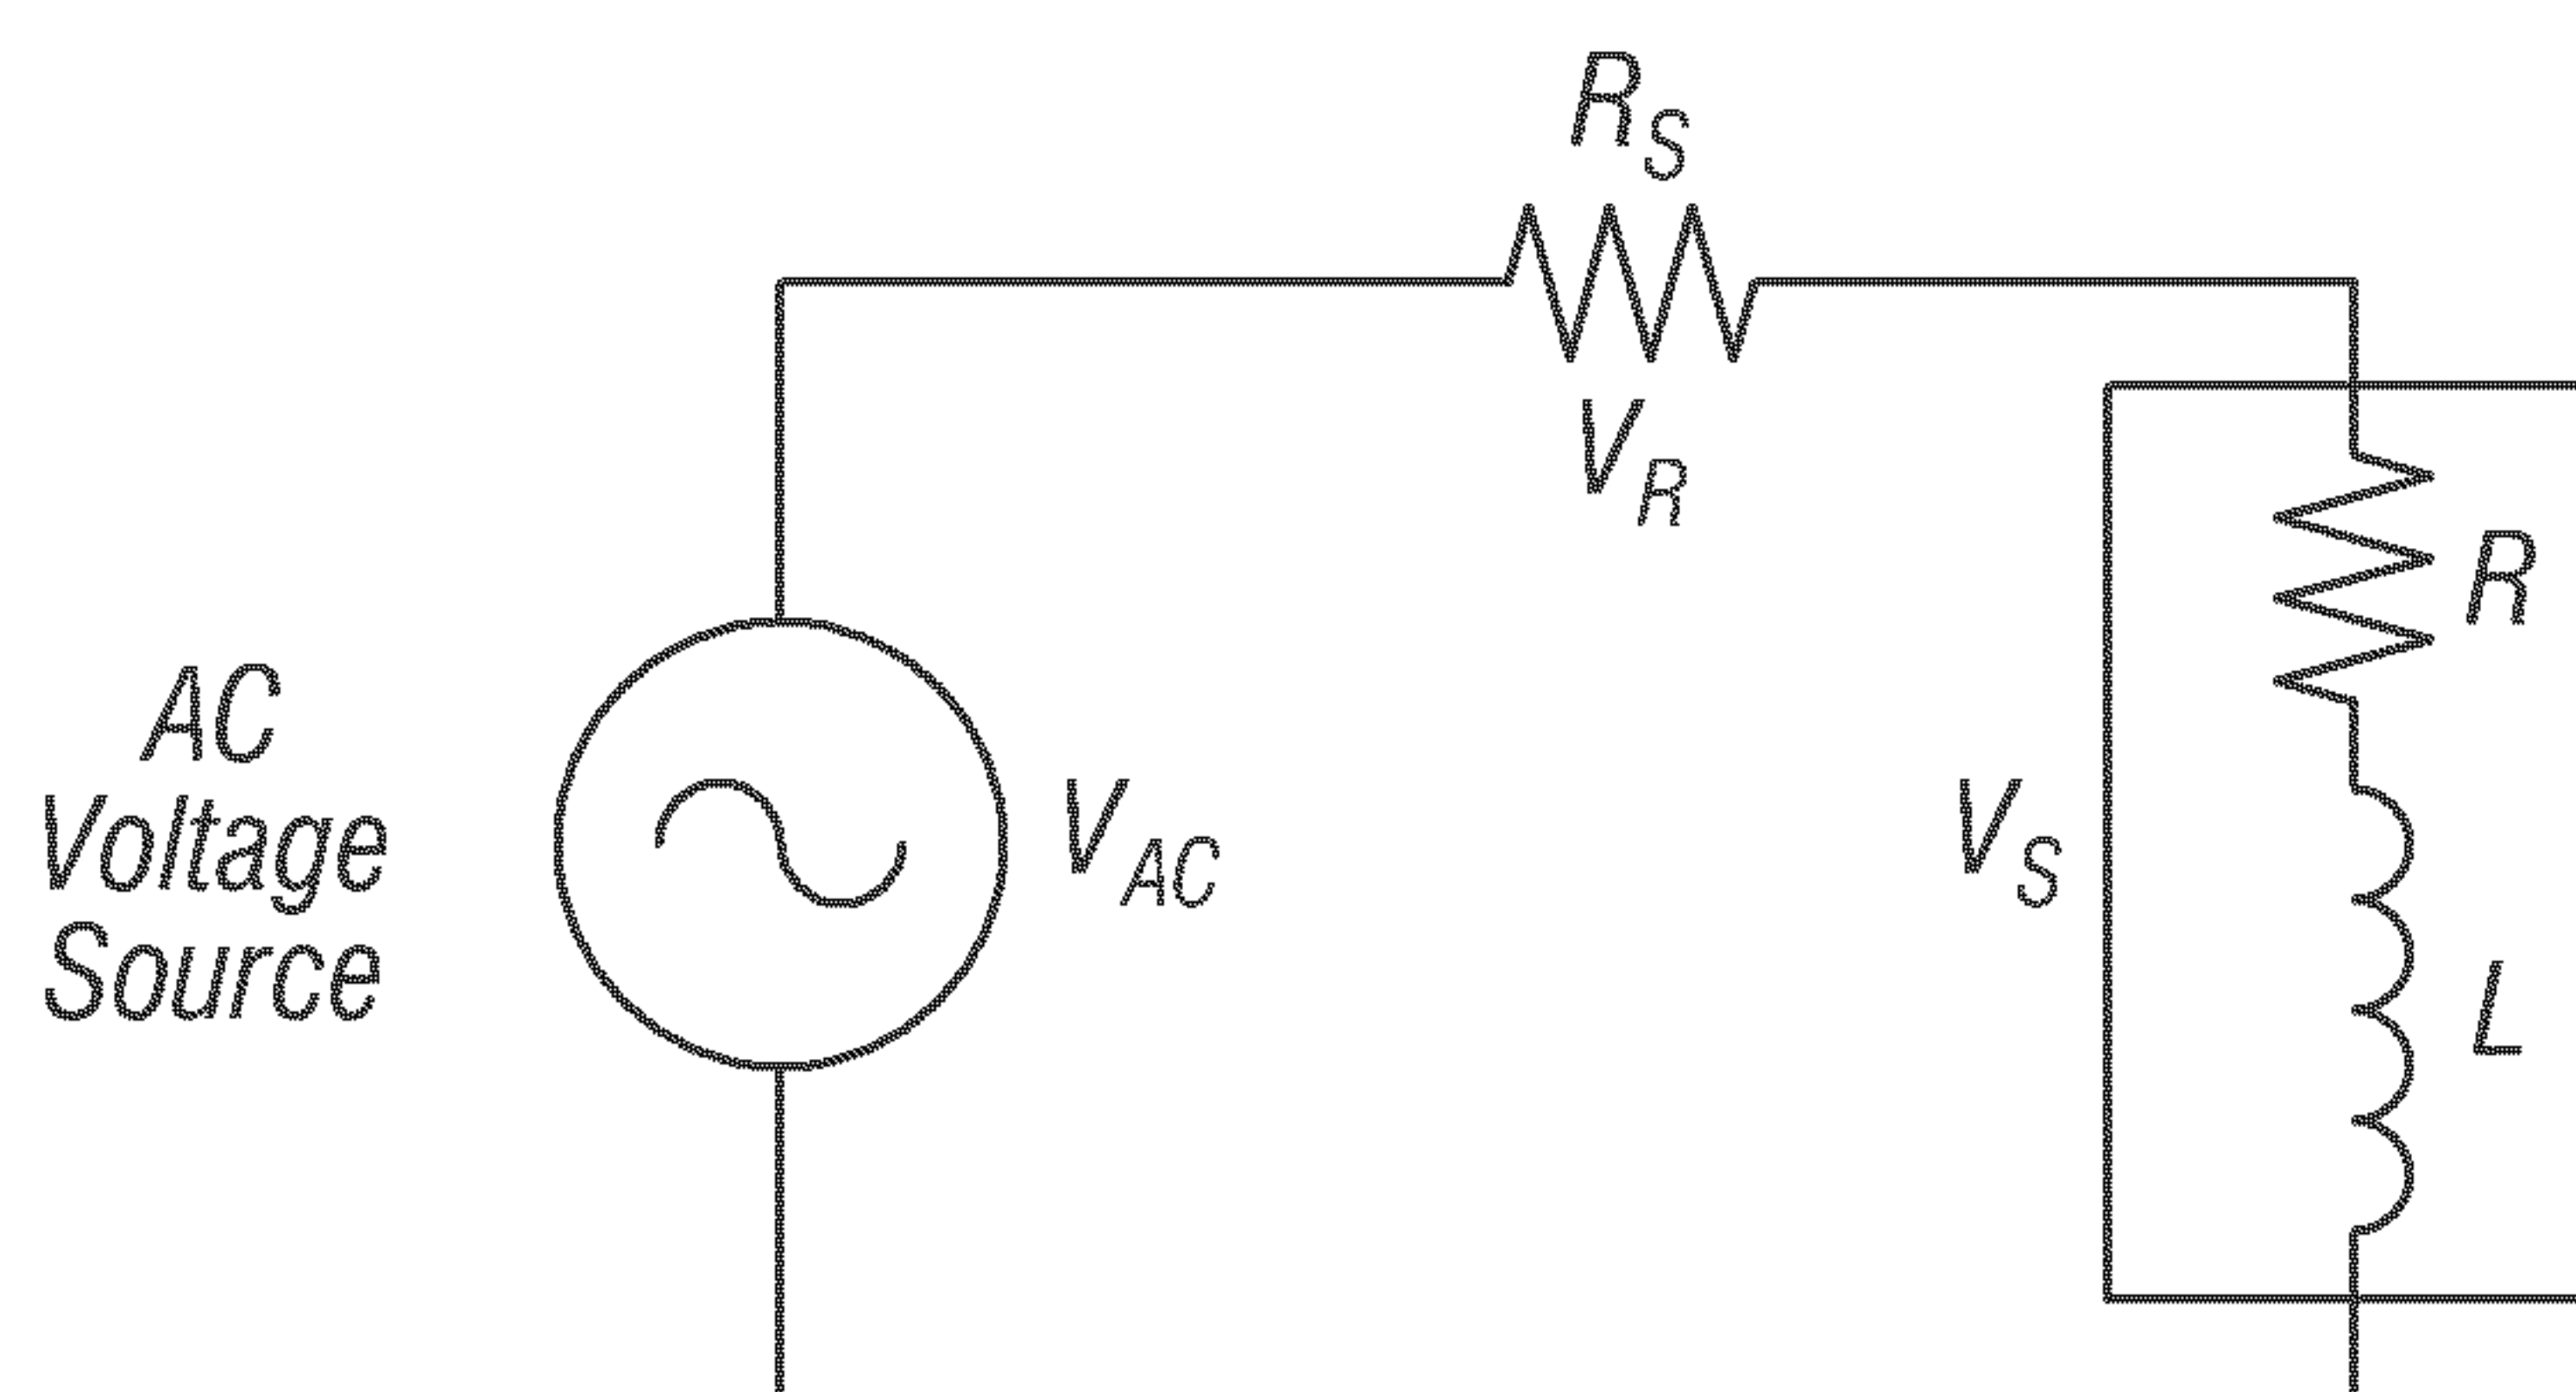 R_S
V_R
R
AC
Voltage
Source
V_AC
V_S
L